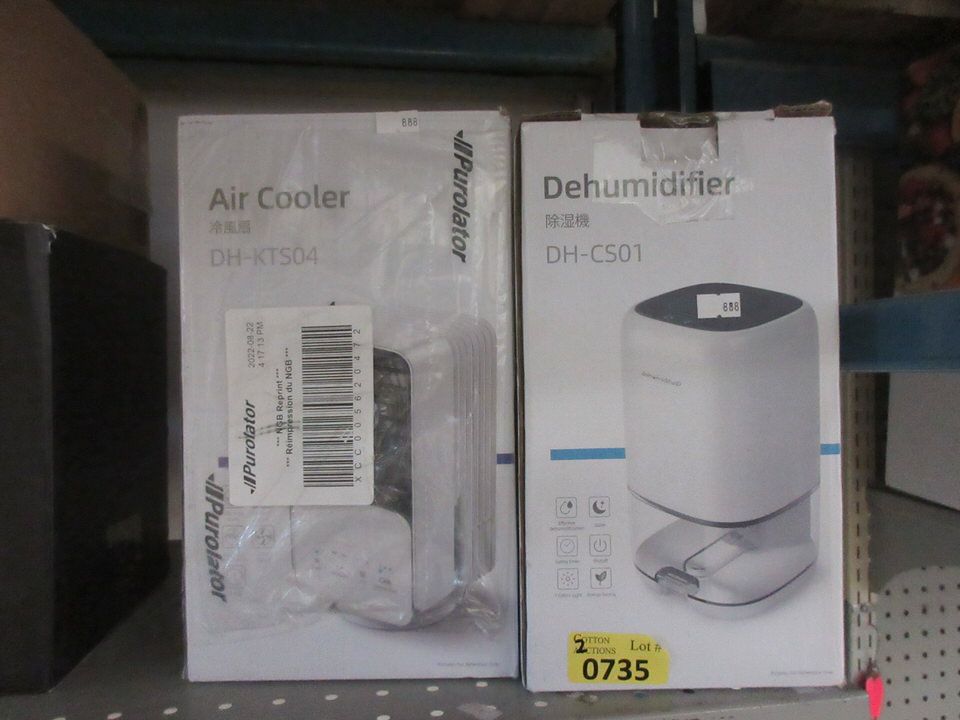 888
Purolator
Air Cooler
冷風扇
DH-KTS04
2022-08-22
4 17 13 PM
Purolator
*** NGB Reprint ***
*** Réimpression du NGB ***
XCC005620472
Purolator
Dehumidifier
除湿機
DH-CS01
888
Cotton
Auctions
Lot #
2
0735